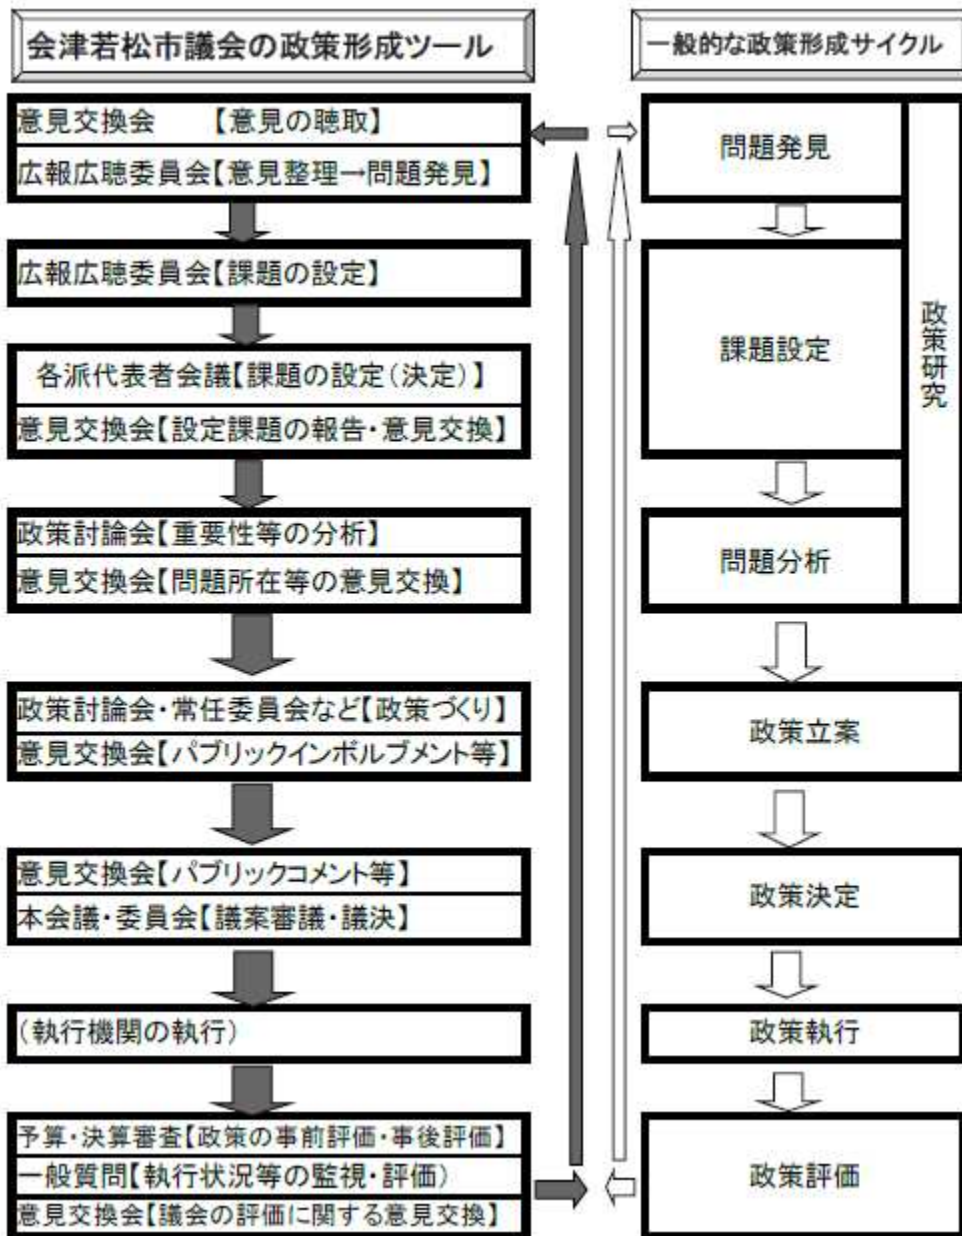 会津若松市議会の政策形成ツール
意見交換会　　【意見の聴取】
広報広聴委員会【意見整理→問題発見】
広報広聴委員会【課題の設定】
各派代表者会議【課題の設定（決定）】
意見交換会【設定課題の報告・意見交換】
政策討論会【重要性等の分析】
意見交換会【問題所在等の意見交換】
政策討論会・常任委員会など【政策づくり】
意見交換会【パブリックインボルブメント等】
意見交換会【パブリックコメント等】
本会議・委員会【議案審議・議決】
（執行機関の執行）
予算・決算審査【政策の事前評価・事後評価】
一般質問【執行状況等の監視・評価）
意見交換会【議会の評価に関する意見交換】
一般的な政策形成サイクル
問題発見
課題設定
問題分析
政策研究
政策立案
政策決定
政策執行
政策評価